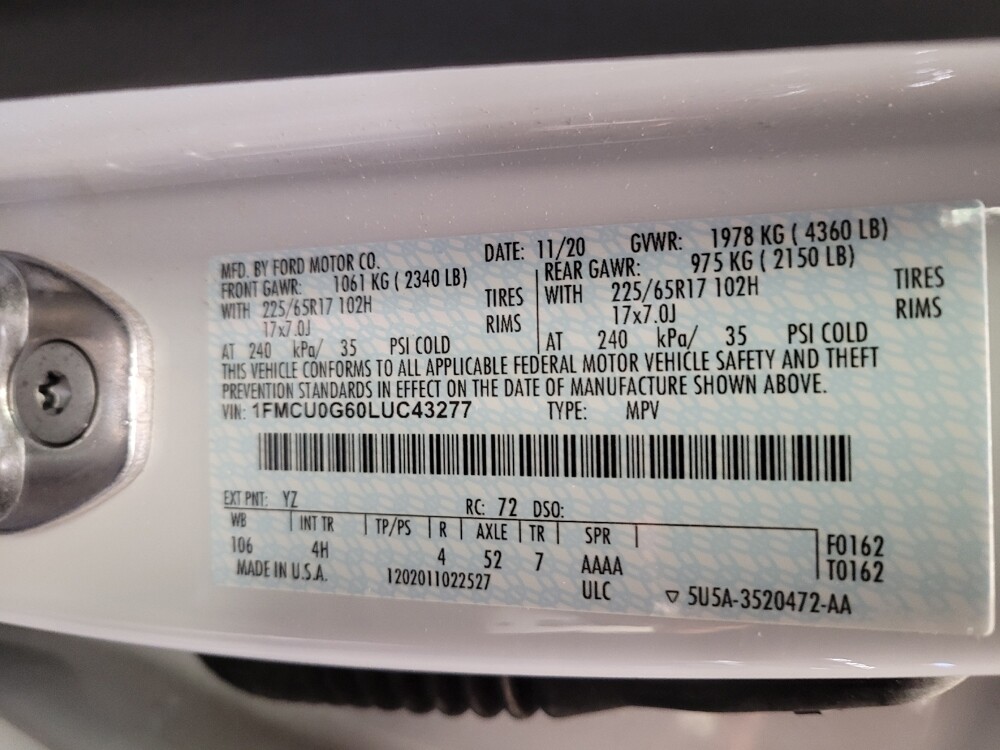 MFD. BY FORD MOTOR CO. DATE: 11/20 GVWR: 1978 KG ( 4360 LB)
FRONT GAWR: 1061 KG ( 2340 LB) REAR GAWR: 975 KG ( 2150 LB)
WITH 225/65R17 102H TIRES WITH 225/65R17 102H TIRES
17x7.0J RIMS 17x7.0J RIMS
AT 240 kPa/ 35 PSI COLD AT 240 kPa/ 35 PSI COLD
THIS VEHICLE CONFORMS TO ALL APPLICABLE FEDERAL MOTOR VEHICLE SAFETY AND THEFT
PREVENTION STANDARDS IN EFFECT ON THE DATE OF MANUFACTURE SHOWN ABOVE.
VIN: 1FMCU0G60LUC43277 TYPE: MPV
EXT PNT: YZ RC: 72 DSO:
WB INT TR TP/PS R AXLE TR SPR
106 4H 4 52 7 AAAA F0162
T0162
MADE IN U.S.A. 1202011022527 ULC 5U5A-3520472-AA